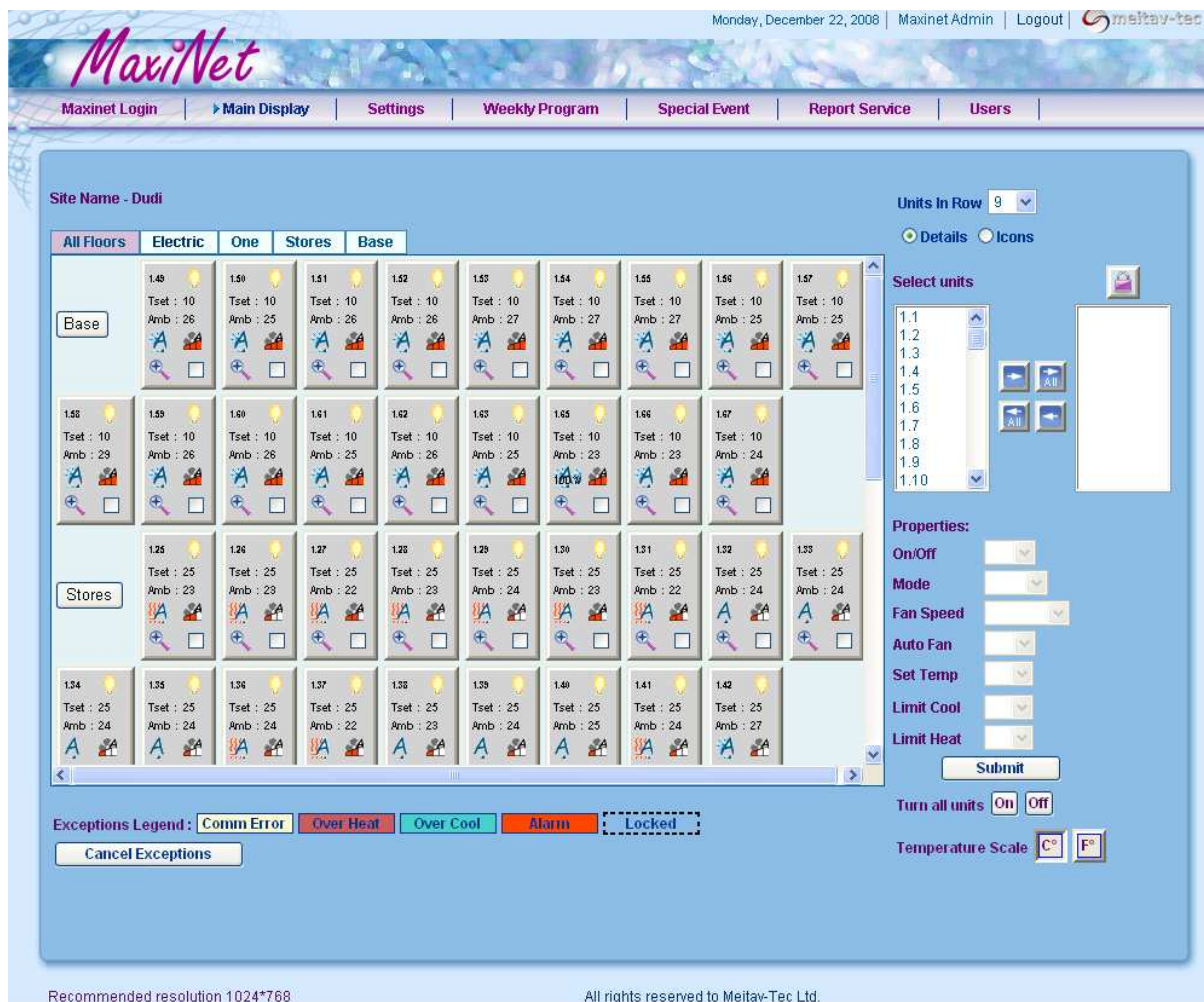 Monday, December 22, 2008 | Maxinet Admin | Logout | meitav-tec
MaxiNet
Maxinet Login | Main Display | Settings | Weekly Program | Special Event | Report Service | Users |
Site Name - Dudi
Units In Row 9
All Floors Electric One Stores Base
Details Icons
Base
1.49 1.50 1.51 1.52 1.53 1.54 1.55 1.56 1.57
Tset : 10 Tset : 10 Tset : 10 Tset : 10 Tset : 10 Tset : 10 Tset : 10 Tset : 10 Tset : 10
Amb : 26 Amb : 25 Amb : 26 Amb : 26 Amb : 27 Amb : 27 Amb : 27 Amb : 25 Amb : 25
1.58 1.59 1.60 1.61 1.62 1.63 1.65 1.66 1.67
Tset : 10 Tset : 10 Tset : 10 Tset : 10 Tset : 10 Tset : 10 Tset : 10 Tset : 10 Tset : 10
Amb : 29 Amb : 26 Amb : 26 Amb : 25 Amb : 26 Amb : 25 Amb : 23 Amb : 23 Amb : 24
Stores
1.25 1.26 1.27 1.28 1.29 1.30 1.31 1.32 1.33
Tset : 25 Tset : 25 Tset : 25 Tset : 25 Tset : 25 Tset : 25 Tset : 25 Tset : 25 Tset : 25
Amb : 23 Amb : 23 Amb : 22 Amb : 23 Amb : 24 Amb : 23 Amb : 22 Amb : 24 Amb : 24
1.34 1.35 1.36 1.37 1.38 1.39 1.40 1.41 1.42
Tset : 25 Tset : 25 Tset : 25 Tset : 25 Tset : 25 Tset : 25 Tset : 25 Tset : 25 Tset : 25
Amb : 24 Amb : 24 Amb : 24 Amb : 22 Amb : 23 Amb : 24 Amb : 25 Amb : 24 Amb : 27
Select units
1.1
1.2
1.3
1.4
1.5
1.6
1.7
1.8
1.9
1.10
All
All
Properties:
On/Off
Mode
Fan Speed
Auto Fan
Set Temp
Limit Cool
Limit Heat
Submit
Turn all units On Off
Temperature Scale C° F°
Exceptions Legend : Comm Error Over Heat Over Cool Alarm Locked
Cancel Exceptions
Recommended resolution 1024*768
All rights reserved to Meitav-Tec Ltd.